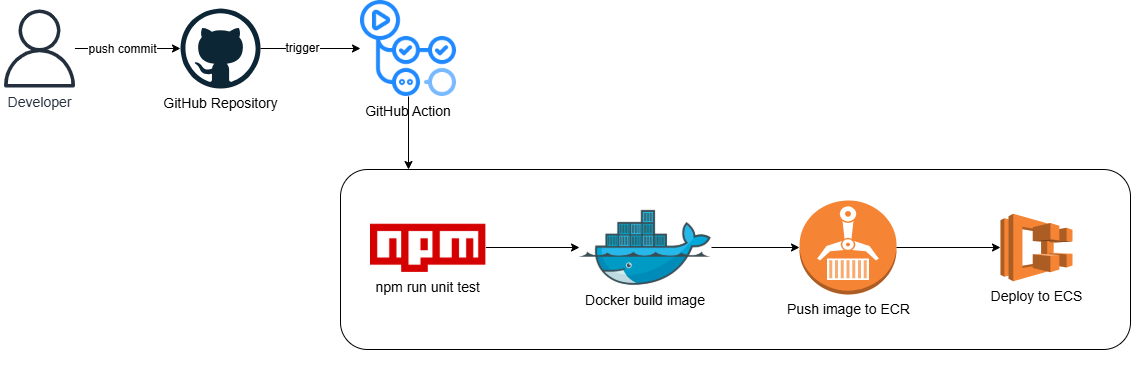 push commit
trigger
Developer
GitHub Repository
GitHub Action
npm
npm run unit test
Docker build image
Push image to ECR
Deploy to ECS